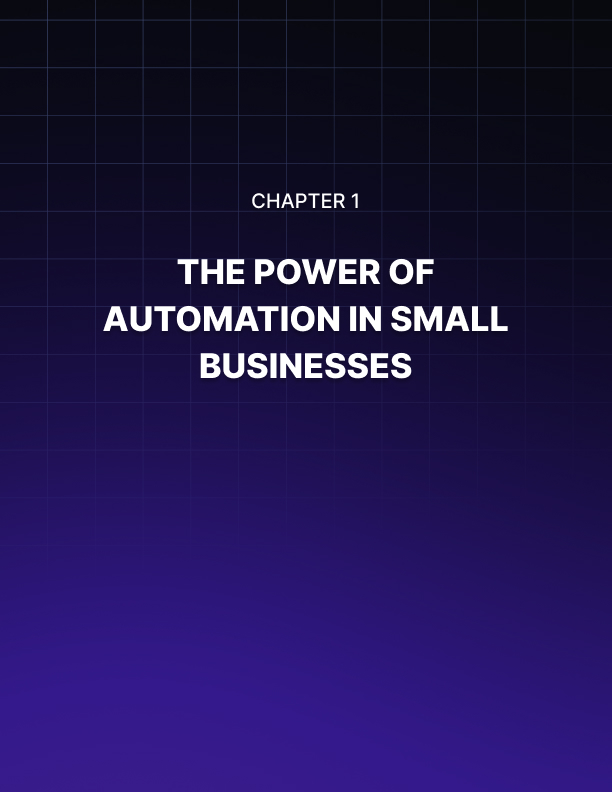 CHAPTER 1
THE POWER OF
AUTOMATION IN SMALL
BUSINESSES